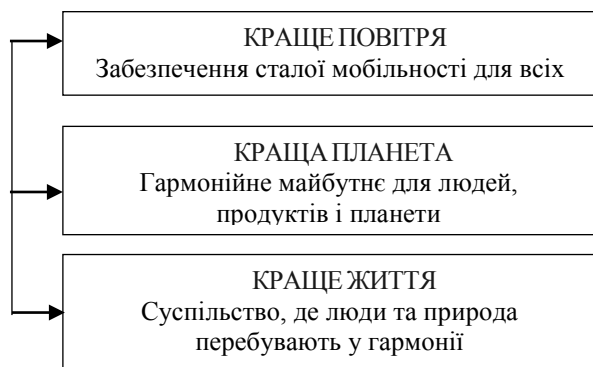 КРАЩЕ ПОВІТРЯ
Забезпечення сталої мобільності для всіх
КРАЩА ПЛАНЕТА
Гармонійне майбутнє для людей,
продуктів і планети
КРАЩЕ ЖИТТЯ
Суспільство, де люди та природа
перебувають у гармонії